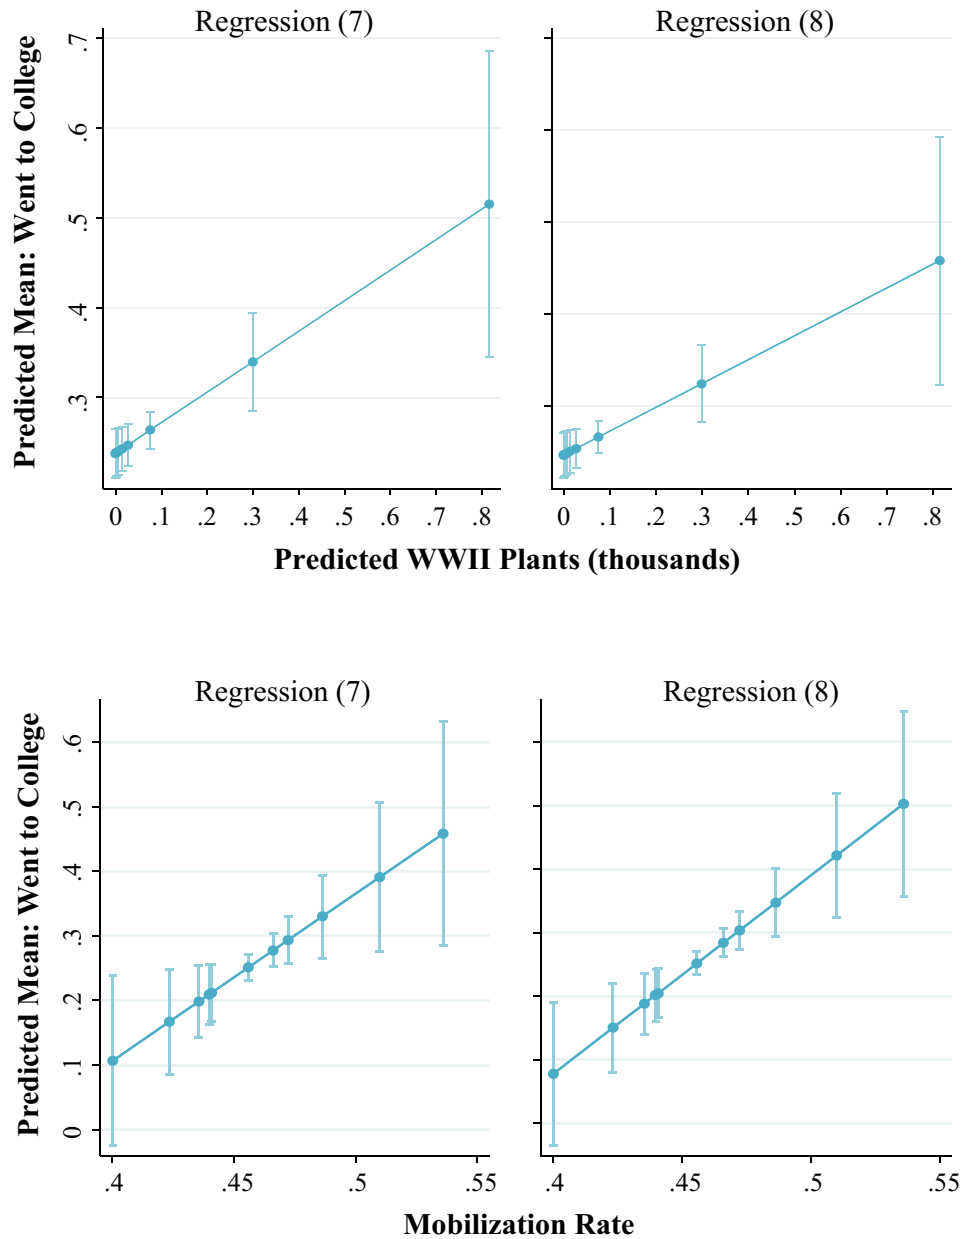 Regression (7)
Regression (8)
Predicted Mean: Went to College
.7
.6
.5
.4
.3
0 .1 .2 .3 .4 .5 .6 .7 .8
0 .1 .2 .3 .4 .5 .6 .7 .8
Predicted WWII Plants (thousands)
Regression (7)
Regression (8)
Predicted Mean: Went to College
.6
.5
.4
.3
.2
.1
0
.4 .45 .5 .55
.4 .45 .5 .55
Mobilization Rate